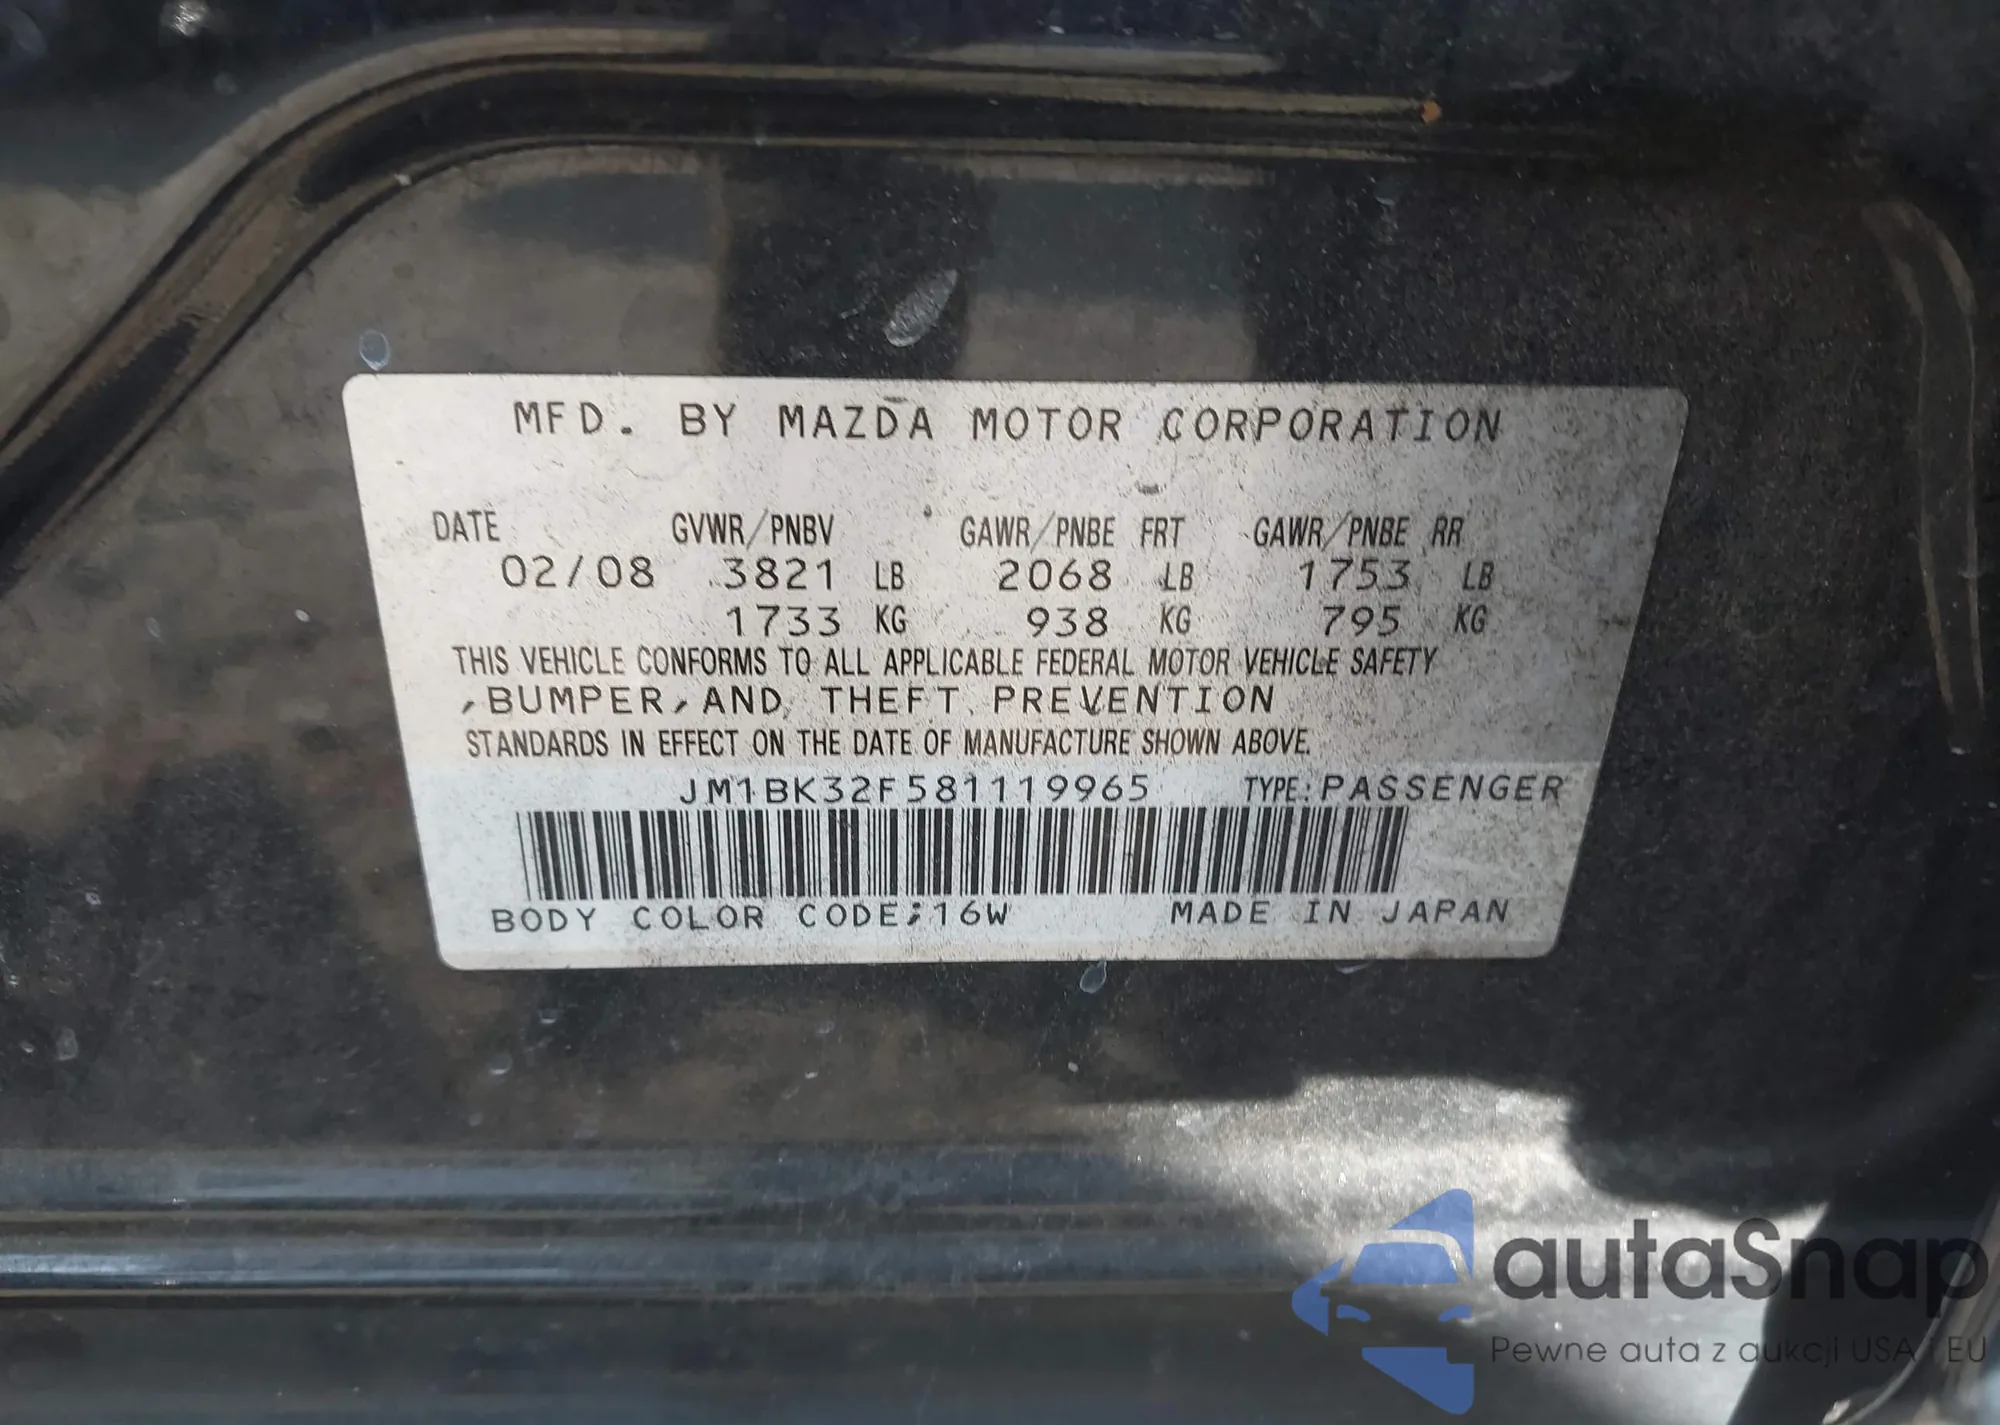 MFD. BY MAZDA MOTOR CORPORATION
DATE GVWR/PNBV GAWR/PNBE FRT GAWR/PNBE RR
02/08 3821 LB 2068 LB 1753 LB
1733 KG 938 KG 795 KG
THIS VEHICLE CONFORMS TO ALL APPLICABLE FEDERAL MOTOR VEHICLE SAFETY
,BUMPER,AND THEFT PREVENTION
STANDARDS IN EFFECT ON THE DATE OF MANUFACTURE SHOWN ABOVE.
JM1BK32F581119965 TYPE:PASSENGER
BODY COLOR CODE;16W MADE IN JAPAN
autaSnap
Pewne auta z aukcji USA i EU